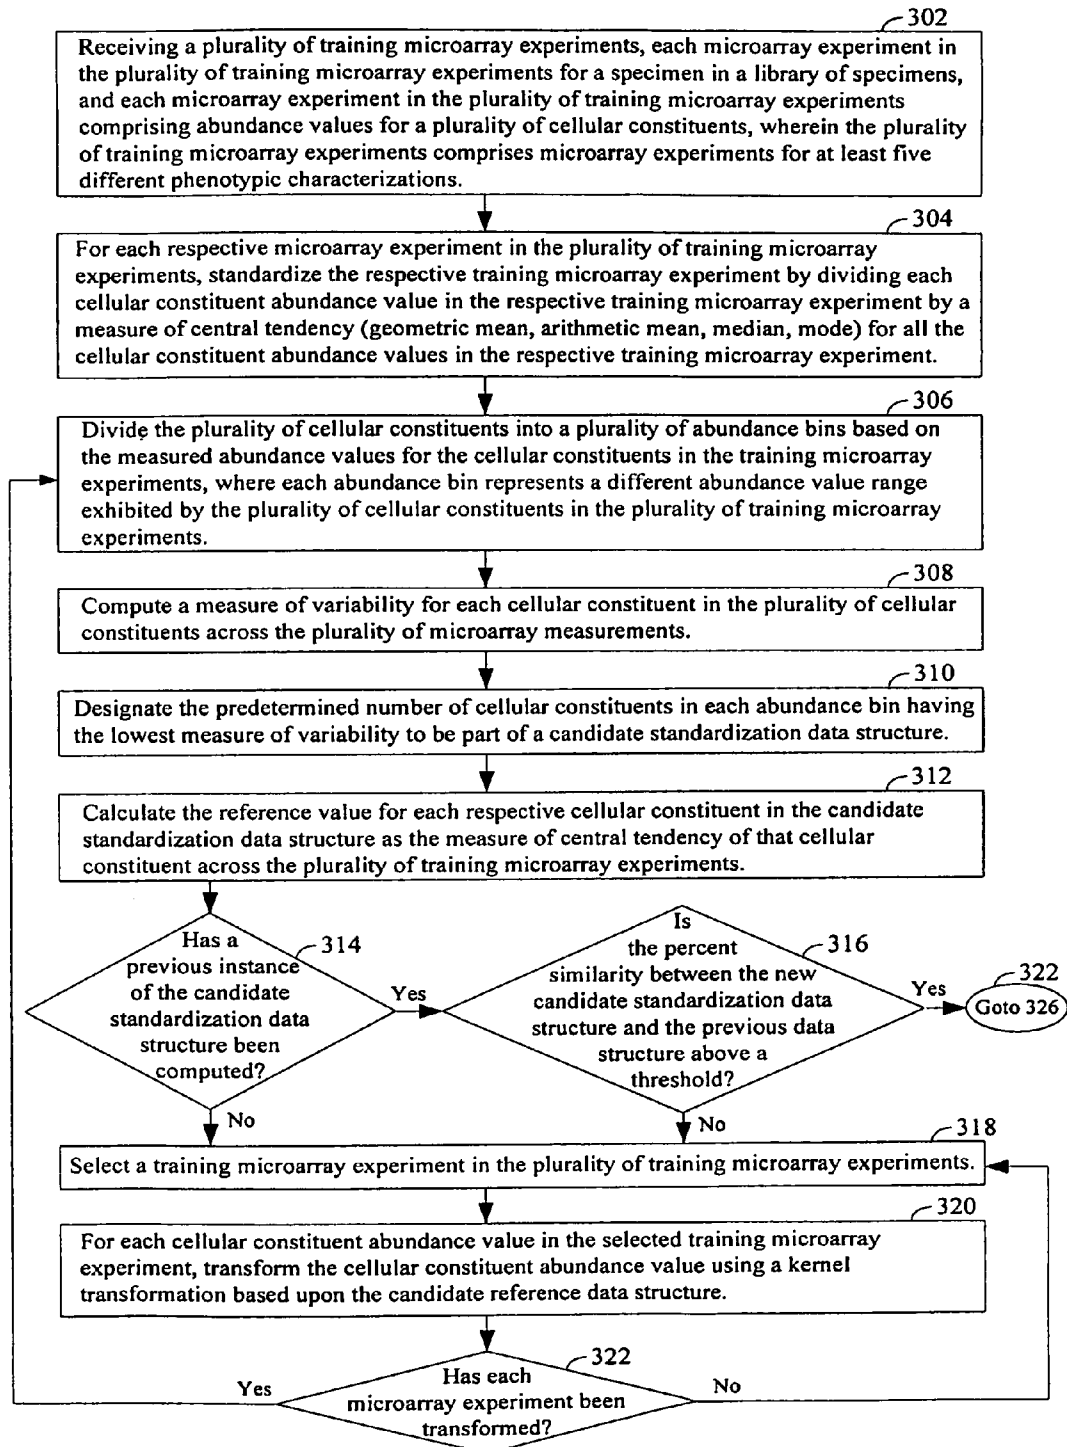 302
Receiving a plurality of training microarray experiments, each microarray experiment in
the plurality of training microarray experiments for a specimen in a library of specimens,
and each microarray experiment in the plurality of training microarray experiments
comprising abundance values for a plurality of cellular constituents, wherein the plurality
of training microarray experiments comprises microarray experiments for at least five
different phenotypic characterizations.
304
For each respective microarray experiment in the plurality of training microarray
experiments, standardize the respective training microarray experiment by dividing each
cellular constituent abundance value in the respective training microarray experiment by a
measure of central tendency (geometric mean, arithmetic mean, median, mode) for all the
cellular constituent abundance values in the respective training microarray experiment.
306
Divide the plurality of cellular constituents into a plurality of abundance bins based on
the measured abundance values for the cellular constituents in the training microarray
experiments, where each abundance bin represents a different abundance value range
exhibited by the plurality of cellular constituents in the plurality of training microarray
experiments.
308
Compute a measure of variability for each cellular constituent in the plurality of cellular
constituents across the plurality of microarray measurements.
310
Designate the predetermined number of cellular constituents in each abundance bin having
the lowest measure of variability to be part of a candidate standardization data structure.
312
Calculate the reference value for each respective cellular constituent in the candidate
standardization data structure as the measure of central tendency of that cellular
constituent across the plurality of training microarray experiments.
314
Has a
previous instance
of the candidate
standardization data
structure been
computed?
Yes
316
Is
the percent
similarity between the new
candidate standardization data
structure and the previous data
structure above a
threshold?
Yes
322
Goto 326
No
No
318
Select a training microarray experiment in the plurality of training microarray experiments.
320
For each cellular constituent abundance value in the selected training microarray
experiment, transform the cellular constituent abundance value using a kernel
transformation based upon the candidate reference data structure.
322
Has each
microarray experiment been
transformed?
Yes
No